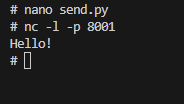 # nano send.py
# nc -l -p 8001
Hello!
#